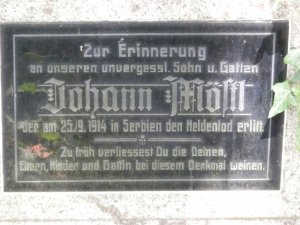 Zur Erinnerung
an unseren unvergessl. Sohn u. Gatten
Johann Mößl
der am 25.9.1914 in Serbien den Heldentod erlitt.
Zu früh verliessest Du die Deinen,
Eltern, Kinder und Gattin bei diesem Denkmal weinen.